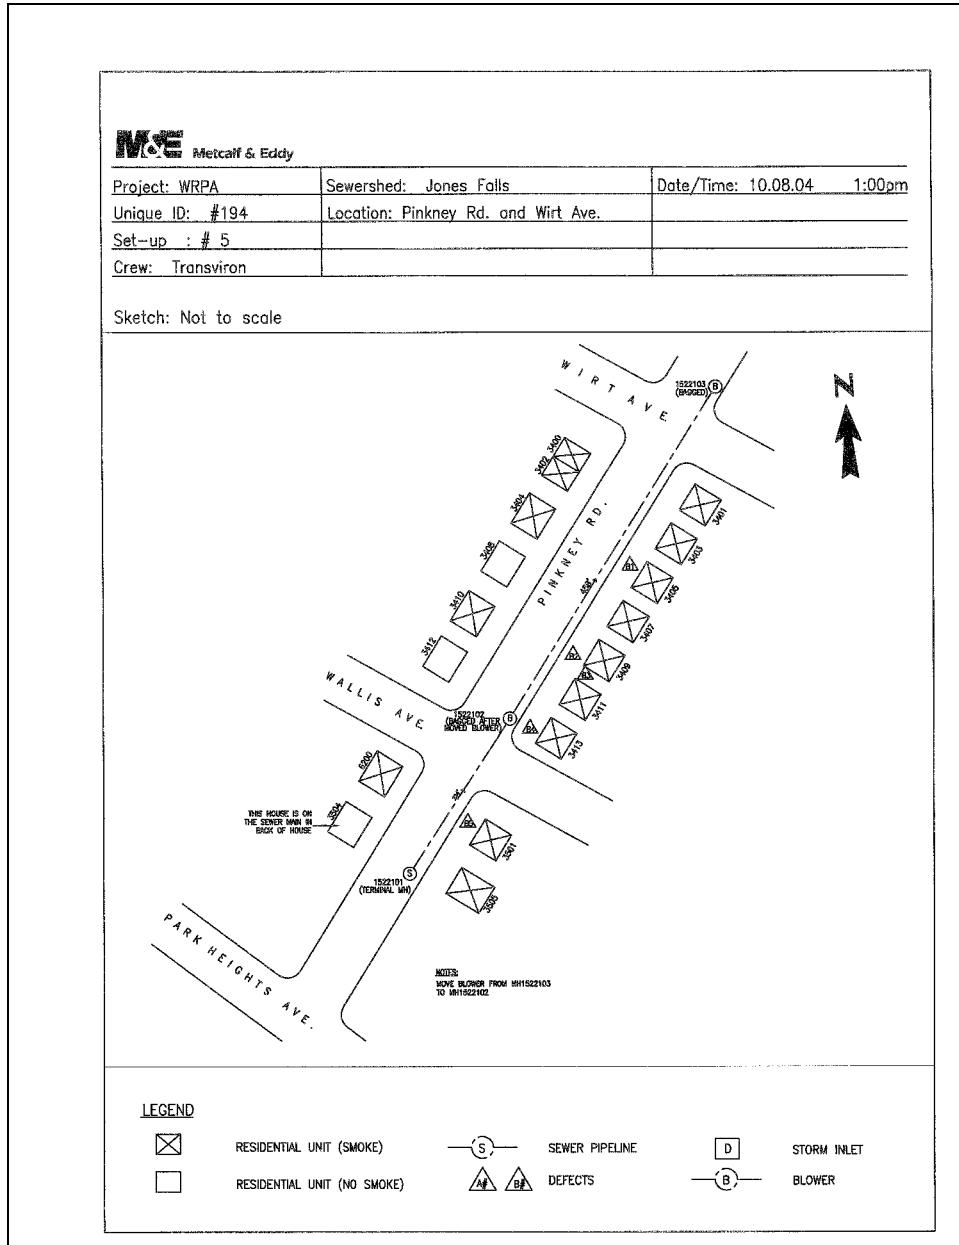 M&E Metcalf & Eddy
Project: WRPA
Sewershed: Jones Falls
Date/Time: 10.08.04 1:00pm
Unique ID: #194
Location: Pinkney Rd. and Wirt Ave.
Set-up : # 5
Crew: Transviron
Sketch: Not to scale
WIRT AVE.
1522103
(BAGGED)
B
N
3400
3402
3404
3408
3410
3412
PINKNEY RD.
458'
3401
3403
3405
3407
3409
3411
3413
B1
B2
B3
B4
WALLIS AVE.
1522102
(BAGGED AFTER
MOVED BLOWER)
B
6200
3504
THIS HOUSE IS ON
THE SEWER MAIN IN
BACK OF HOUSE
B5
3501
3505
S
1522101
(TERMINAL MH)
PARK HEIGHTS AVE.
NOTES:
MOVE BLOWER FROM MH1522103
TO MH1522102
LEGEND
RESIDENTIAL UNIT (SMOKE)
S SEWER PIPELINE
D STORM INLET
RESIDENTIAL UNIT (NO SMOKE)
A# B# DEFECTS
B BLOWER